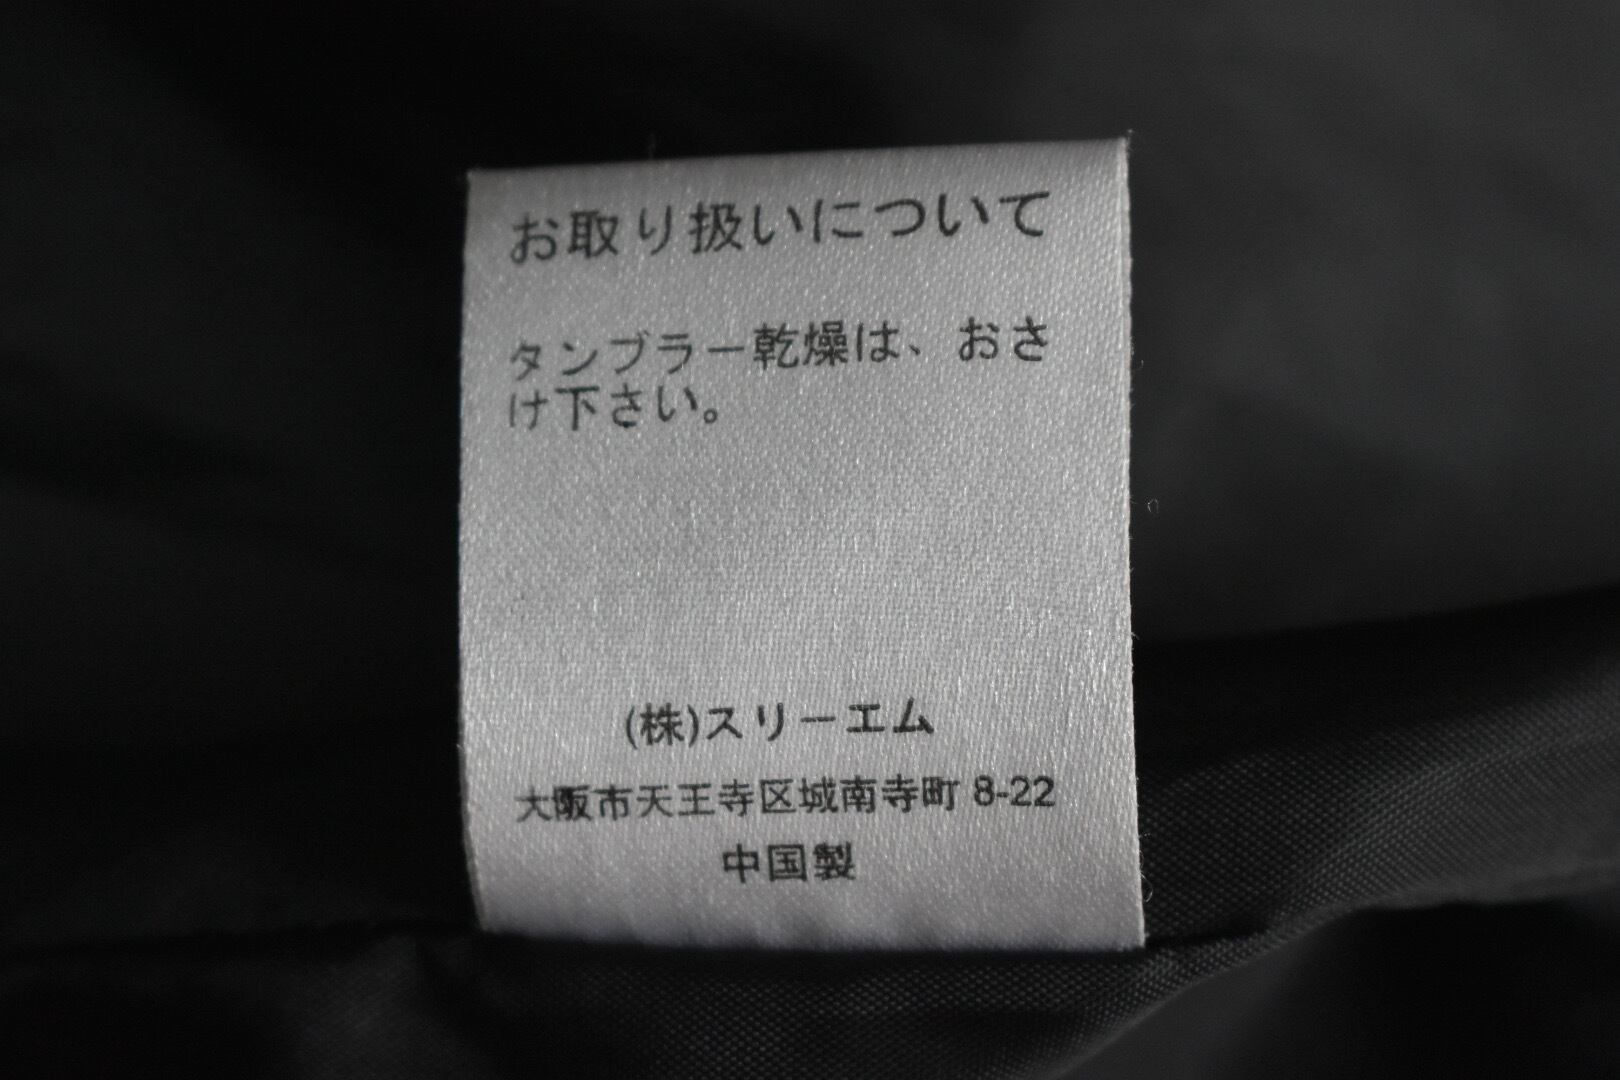 お取り扱いについて
タンブラー乾燥は、おさ
け下さい。
(株)スリーエム
大阪市天王寺区城南寺町 8-22
中国製